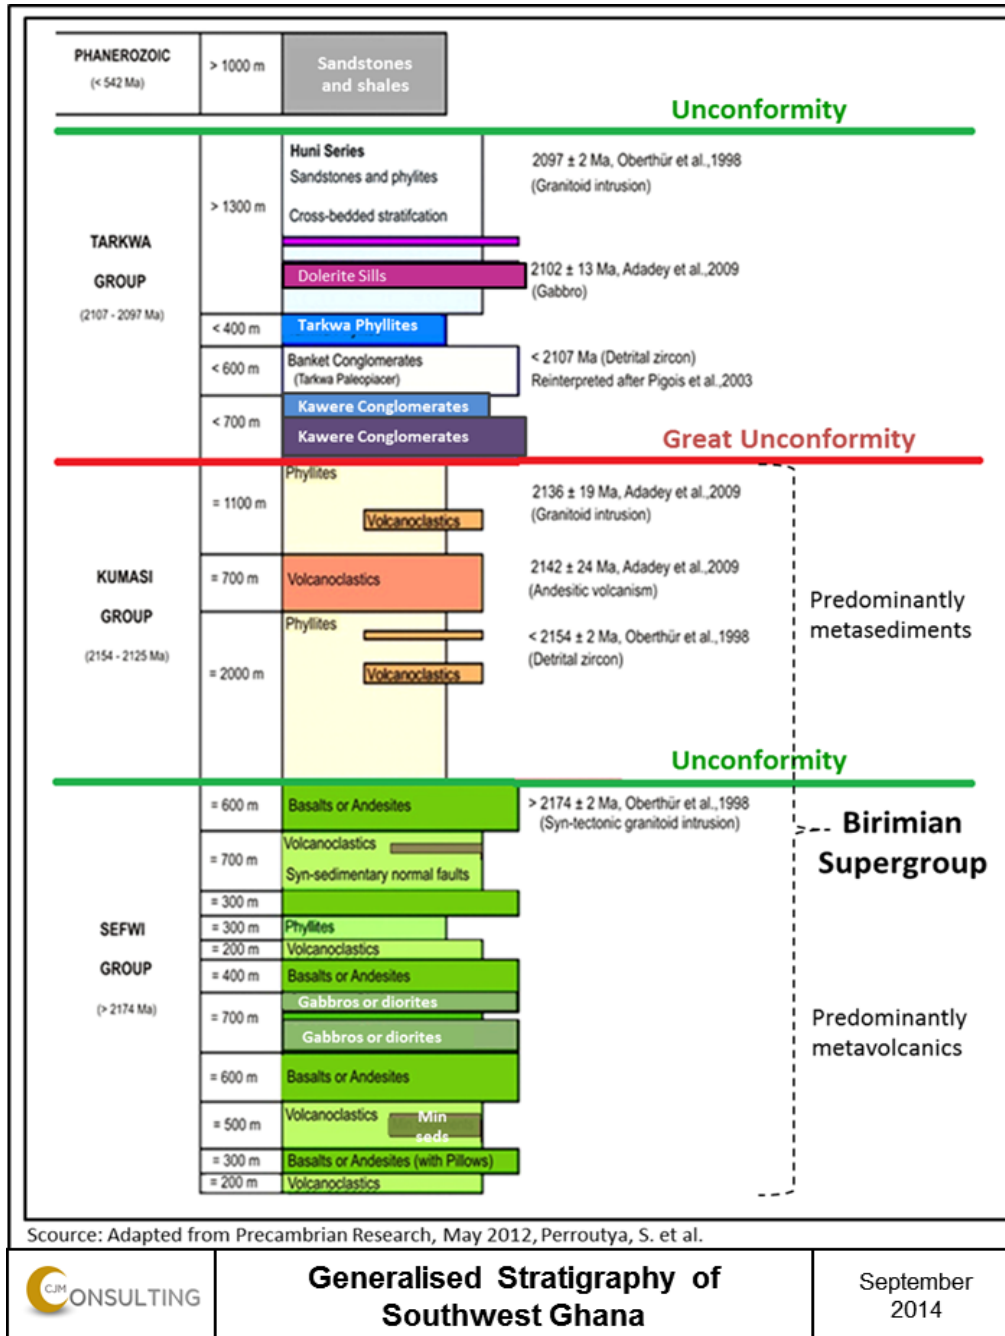 PHANEROZOIC
(< 542 Ma)
> 1000 m
Sandstones
and shales
Unconformity
TARKWA
GROUP
(2107 - 2097 Ma)
> 1300 m
Huni Series
Sandstones and phylites
Cross-bedded stratifcation
Dolerite Sills
2097 ± 2 Ma, Oberthür et al.,1998
(Granitoid intrusion)
2102 ± 13 Ma, Adadey et al.,2009
(Gabbro)
< 400 m
Tarkwa Phyllites
< 600 m
Banket Conglomerates
(Tarkwa Paleopiacer)
< 2107 Ma (Detrital zircon)
Reinterpreted after Pigois et al.,2003
< 700 m
Kawere Conglomerates
Kawere Conglomerates
Great Unconformity
KUMASI
GROUP
(2154 - 2125 Ma)
= 1100 m
Phyllites
Volcanoclastics
2136 ± 19 Ma, Adadey et al.,2009
(Granitoid intrusion)
= 700 m
Volcanoclastics
2142 ± 24 Ma, Adadey et al.,2009
(Andesitic volcanism)
= 2000 m
Phyllites
Volcanoclastics
< 2154 ± 2 Ma, Oberthür et al.,1998
(Detrital zircon)
Predominantly
metasediments
Unconformity
SEFWI
GROUP
(> 2174 Ma)
= 600 m
Basalts or Andesites
> 2174 ± 2 Ma, Oberthür et al.,1998
(Syn-tectonic granitoid intrusion)
Birimian
Supergroup
= 700 m
Volcanoclastics
Syn-sedimentary normal faults
= 300 m
= 300 m
Phyllites
= 200 m
Volcanoclastics
= 400 m
Basalts or Andesites
= 700 m
Gabbros or diorites
Gabbros or diorites
Predominantly
metavolcanics
= 600 m
Basalts or Andesites
= 500 m
Volcanoclastics
Min
seds
= 300 m
Basalts or Andesites (with Pillows)
= 200 m
Volcanoclastics
Scource: Adapted from Precambrian Research, May 2012, Perroutya, S. et al.
CJM
CONSULTING
Generalised Stratigraphy of
Southwest Ghana
September
2014